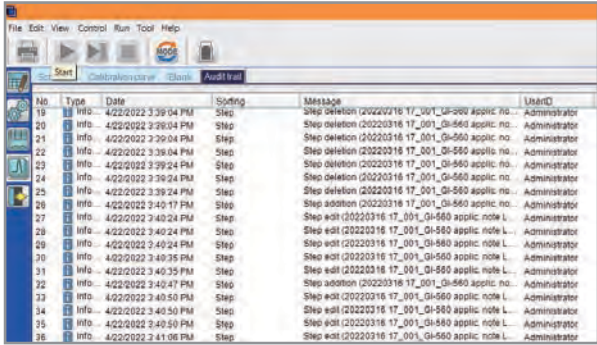 File Edit View Control Run Tool Help
MODE
Start
Calibration curve Blank Audit trail
No. Type Date Sorting Message UserID
19 Info... 4/22/2022 3:39:04 PM Step Step deletion (20220316 17_001_GI-560 applic. no... Administrator
20 Info... 4/22/2022 3:39:04 PM Step Step deletion (20220316 17_001_GI-560 applic. no... Administrator
21 Info... 4/22/2022 3:39:04 PM Step Step deletion (20220316 17_001_GI-560 applic. no... Administrator
22 Info... 4/22/2022 3:39:04 PM Step Step deletion (20220316 17_001_GI-560 applic. no... Administrator
23 Info... 4/22/2022 3:39:24 PM Step Step deletion (20220316 17_001_GI-560 applic. no... Administrator
24 Info... 4/22/2022 3:39:24 PM Step Step deletion (20220316 17_001_GI-560 applic. no... Administrator
25 Info... 4/22/2022 3:39:24 PM Step Step deletion (20220316 17_001_GI-560 applic. no... Administrator
26 Info... 4/22/2022 3:40:17 PM Step Step addition (20220316 17_001_GI-560 applic. no... Administrator
27 Info... 4/22/2022 3:40:24 PM Step Step edit (20220316 17_001_GI-560 applic. note L... Administrator
28 Info... 4/22/2022 3:40:24 PM Step Step edit (20220316 17_001_GI-560 applic. note L... Administrator
29 Info... 4/22/2022 3:40:24 PM Step Step edit (20220316 17_001_GI-560 applic. note L... Administrator
30 Info... 4/22/2022 3:40:35 PM Step Step edit (20220316 17_001_GI-560 applic. note L... Administrator
31 Info... 4/22/2022 3:40:35 PM Step Step edit (20220316 17_001_GI-560 applic. note L... Administrator
32 Info... 4/22/2022 3:40:47 PM Step Step addition (20220316 17_001_GI-560 applic. no... Administrator
33 Info... 4/22/2022 3:40:50 PM Step Step edit (20220316 17_001_GI-560 applic. note L... Administrator
34 Info... 4/22/2022 3:40:50 PM Step Step edit (20220316 17_001_GI-560 applic. note L... Administrator
35 Info... 4/22/2022 3:40:50 PM Step Step edit (20220316 17_001_GI-560 applic. note L... Administrator
36 Info... 4/22/2022 3:41:06 PM Step Step edit (20220316 17_001_GI-560 applic. note L... Administrator